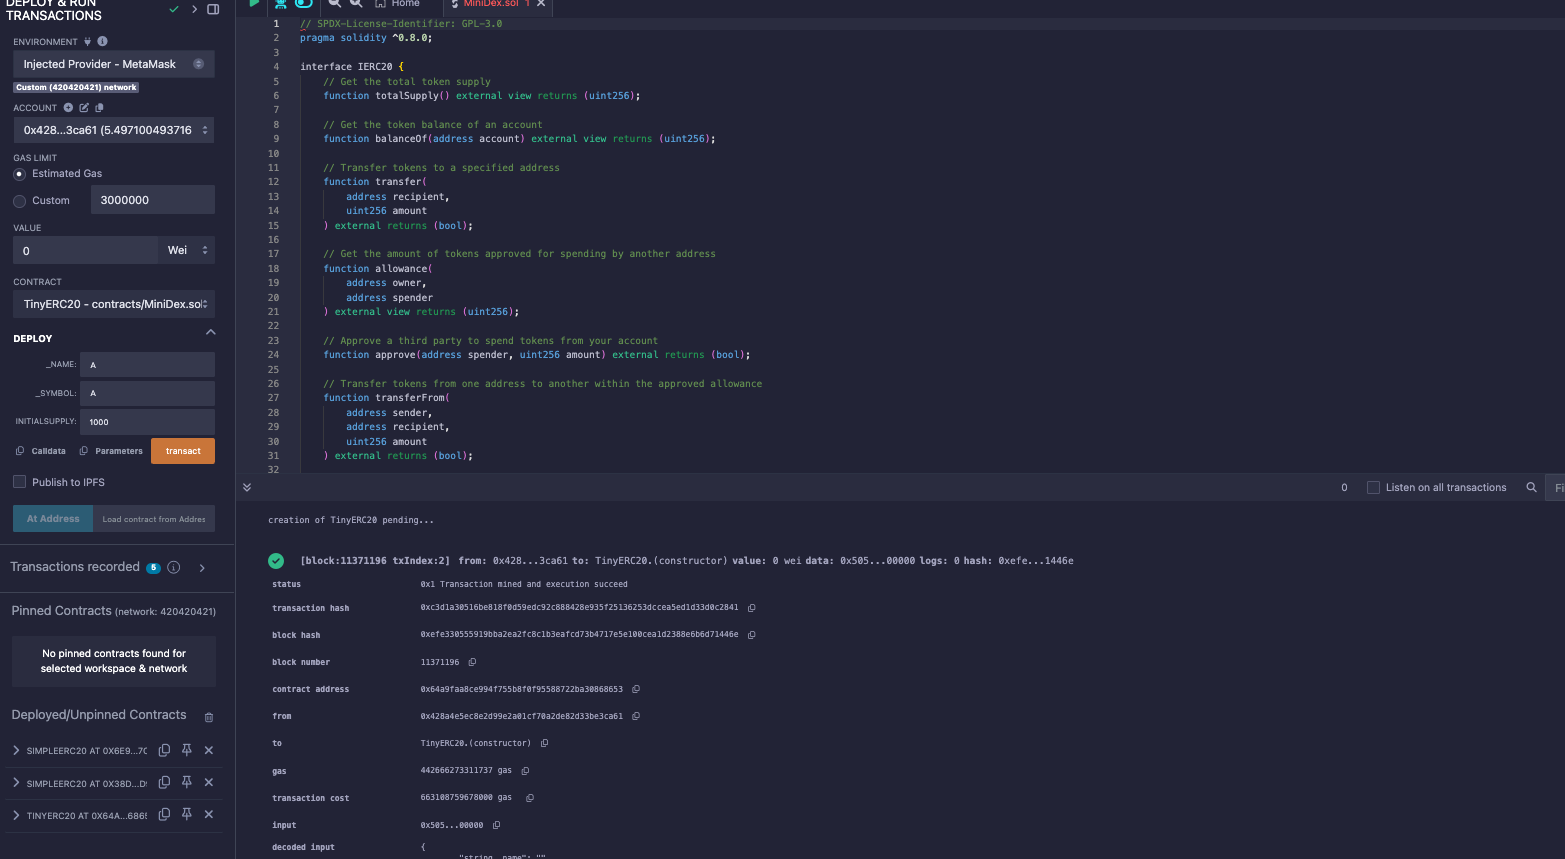 DEPLOY & RUN
TRANSACTIONS
ENVIRONMENT
Injected Provider - MetaMask
Custom (420420421) network
ACCOUNT
0x428...3ca61 (5.497100493716
GAS LIMIT
Estimated Gas
Custom
3000000
VALUE
0
Wei
CONTRACT
TinyERC20 - contracts/MiniDex.sol
DEPLOY
_NAME:
A
_SYMBOL:
A
INITIALSUPPLY:
1000
Calldata
Parameters
transact
Publish to IPFS
At Address
Load contract from Addres
Transactions recorded 5
Pinned Contracts (network: 420420421)
No pinned contracts found for
selected workspace & network
Deployed/Unpinned Contracts
SIMPLEERC20 AT 0X6E9...7C
SIMPLEERC20 AT 0X38D...D
TINYERC20 AT 0X64A...686
Home
MiniDex.sol 1
1 // SPDX-License-Identifier: GPL-3.0
2 pragma solidity ^0.8.0;
3
4 interface IERC20 {
5 // Get the total token supply
6 function totalSupply() external view returns (uint256);
7
8 // Get the token balance of an account
9 function balanceOf(address account) external view returns (uint256);
10
11 // Transfer tokens to a specified address
12 function transfer(
13 address recipient,
14 uint256 amount
15 ) external returns (bool);
16
17 // Get the amount of tokens approved for spending by another address
18 function allowance(
19 address owner,
20 address spender
21 ) external view returns (uint256);
22
23 // Approve a third party to spend tokens from your account
24 function approve(address spender, uint256 amount) external returns (bool);
25
26 // Transfer tokens from one address to another within the approved allowance
27 function transferFrom(
28 address sender,
29 address recipient,
30 uint256 amount
31 ) external returns (bool);
32
0
Listen on all transactions
Fi
creation of TinyERC20 pending...
[block:11371196 txIndex:2] from: 0x428...3ca61 to: TinyERC20.(constructor) value: 0 wei data: 0x505...00000 logs: 0 hash: 0xefe...1446e
status 0x1 Transaction mined and execution succeed
transaction hash 0xc3d1a30516be818f0d59edc92c888428e935f25136253dccea5ed1d33d0c2841
block hash 0xefe330555919bba2ea2fc8c1b3eafcd73b4717e5e100cea1d2388e6b6d71446e
block number 11371196
contract address 0x64a9faa8ce994f755b8f0f95588722ba30868653
from 0x428a4e5ec8e2d99e2a01cf70a2de82d33be3ca61
to TinyERC20.(constructor)
gas 442666273311737 gas
transaction cost 663108759678000 gas
input 0x505...00000
decoded input {
"string _name": ""